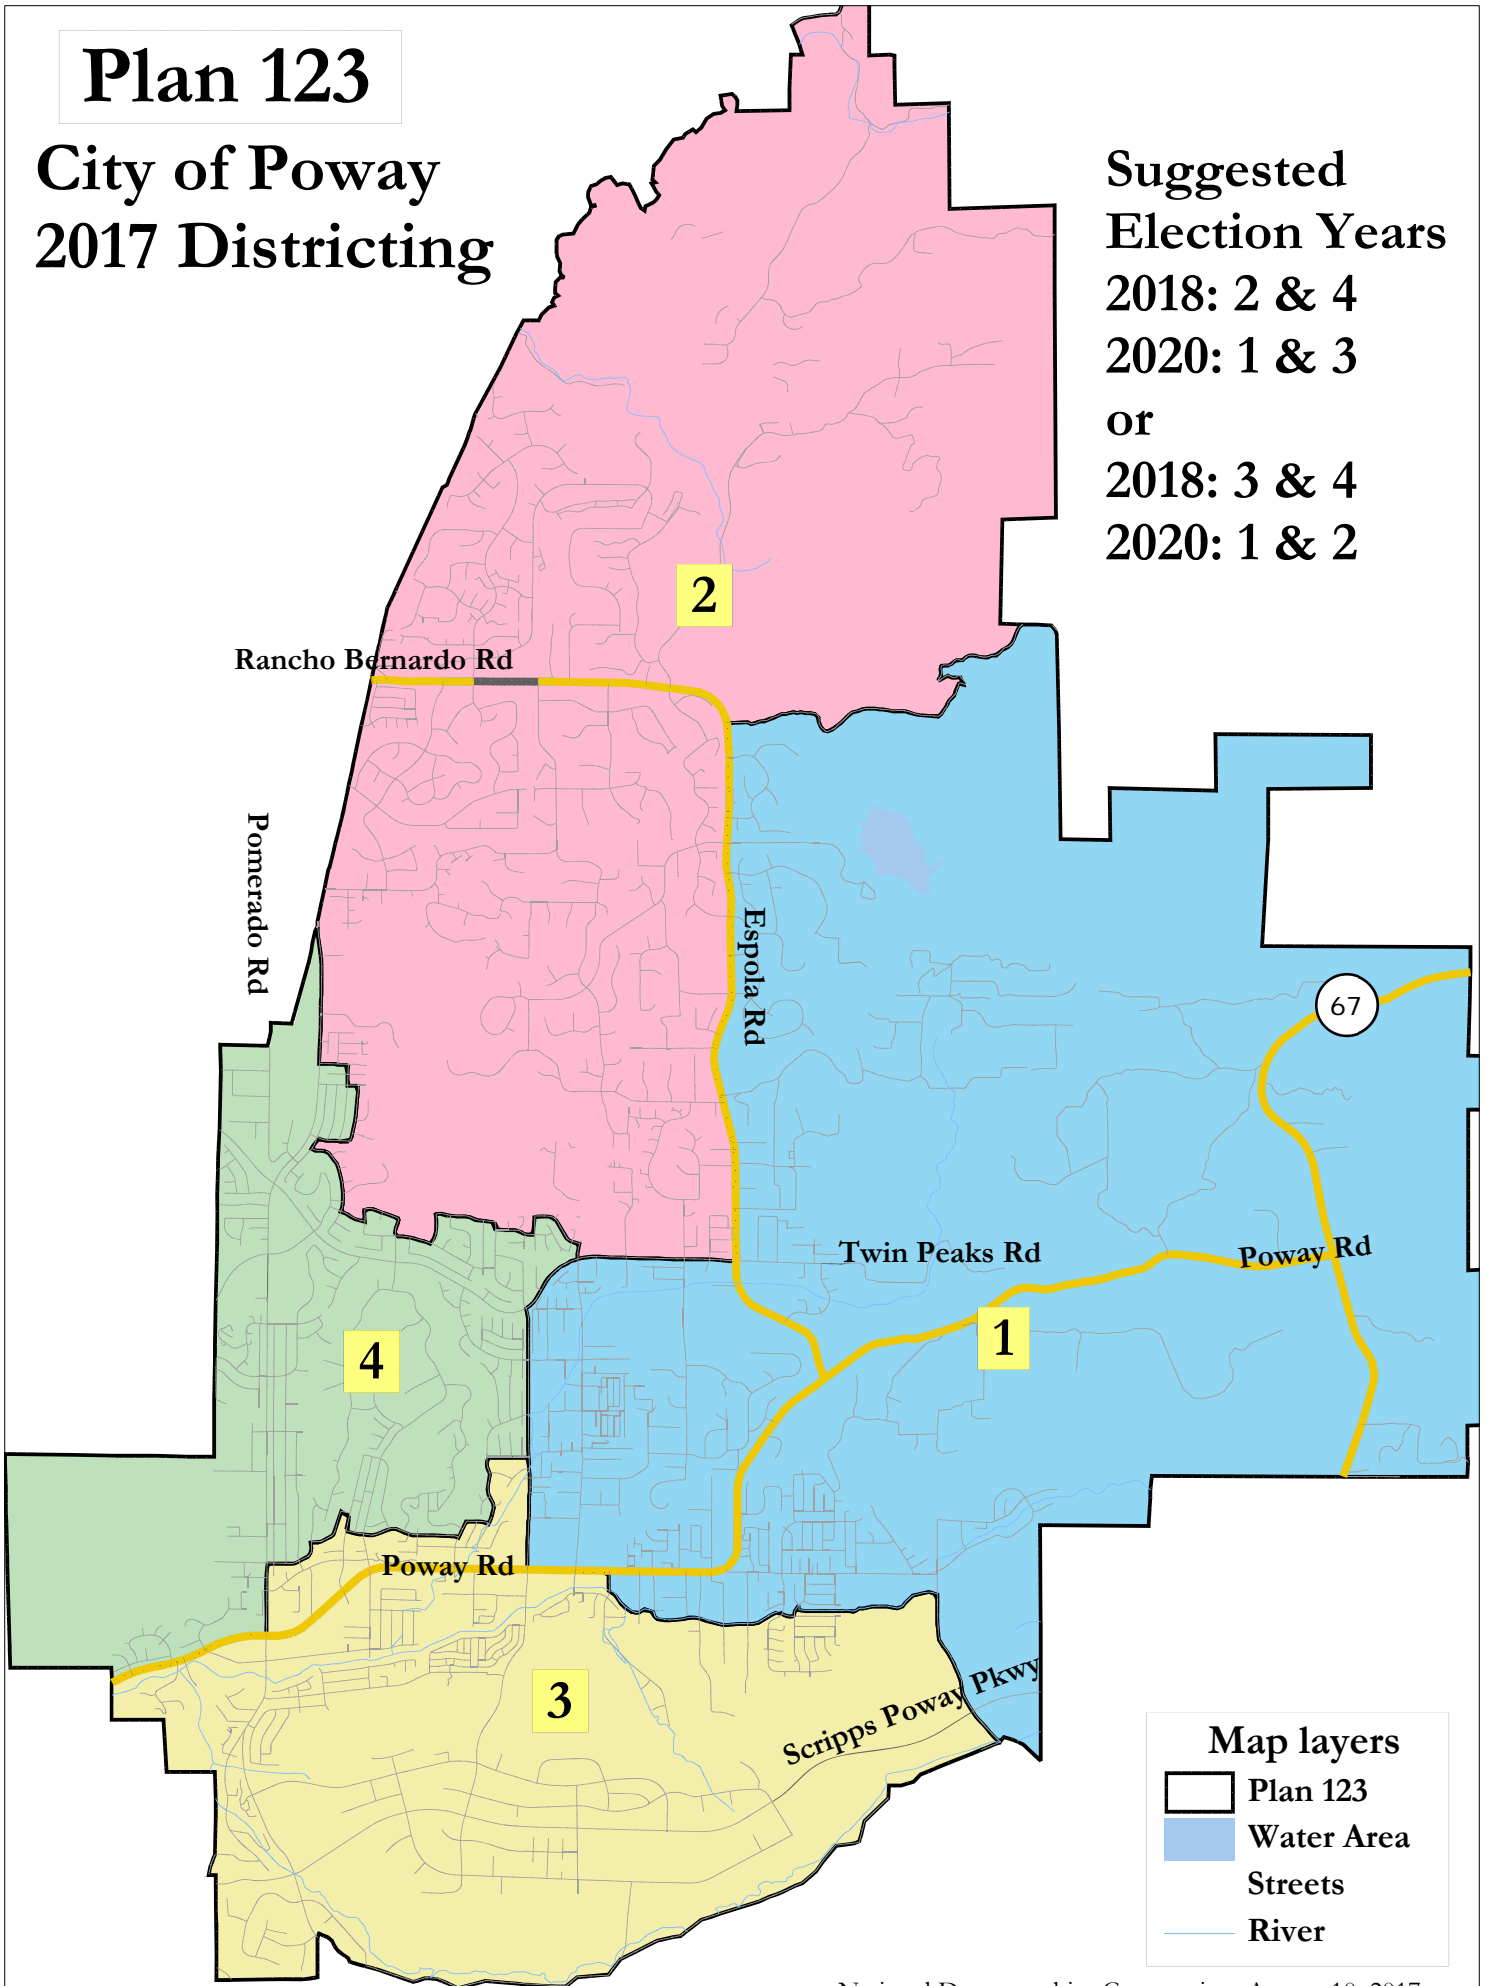 Plan 123
City of Poway
2017 Districting
Suggested
Election Years
2018: 2 & 4
2020: 1 & 3
or
2018: 3 & 4
2020: 1 & 2
2
Rancho Bernardo Rd
Pomerado Rd
Espola Rd
67
Twin Peaks Rd
Poway Rd
1
4
Poway Rd
3
Scripps Poway Pkwy
Map layers
Plan 123
Water Area
Streets
River